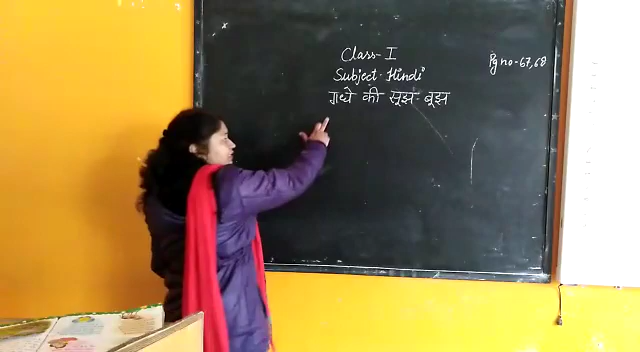 Class- I
Pg no-67,68
Subject-Hindi
गधे की सूझ-बूझ